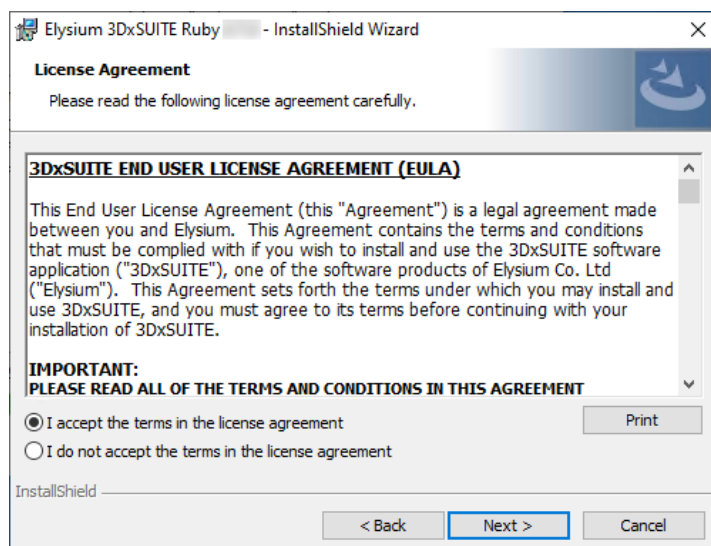 Elysium 3DxSUITE Ruby - InstallShield Wizard
License Agreement
Please read the following license agreement carefully.
3DxSUITE END USER LICENSE AGREEMENT (EULA)
This End User License Agreement (this "Agreement") is a legal agreement made
between you and Elysium. This Agreement contains the terms and conditions
that must be complied with if you wish to install and use the 3DxSUITE software
application ("3DxSUITE"), one of the software products of Elysium Co. Ltd
("Elysium"). This Agreement sets forth the terms under which you may install and
use 3DxSUITE, and you must agree to its terms before continuing with your
installation of 3DxSUITE.
IMPORTANT:
PLEASE READ ALL OF THE TERMS AND CONDITIONS IN THIS AGREEMENT
I accept the terms in the license agreement
Print
I do not accept the terms in the license agreement
InstallShield
< Back
Next >
Cancel